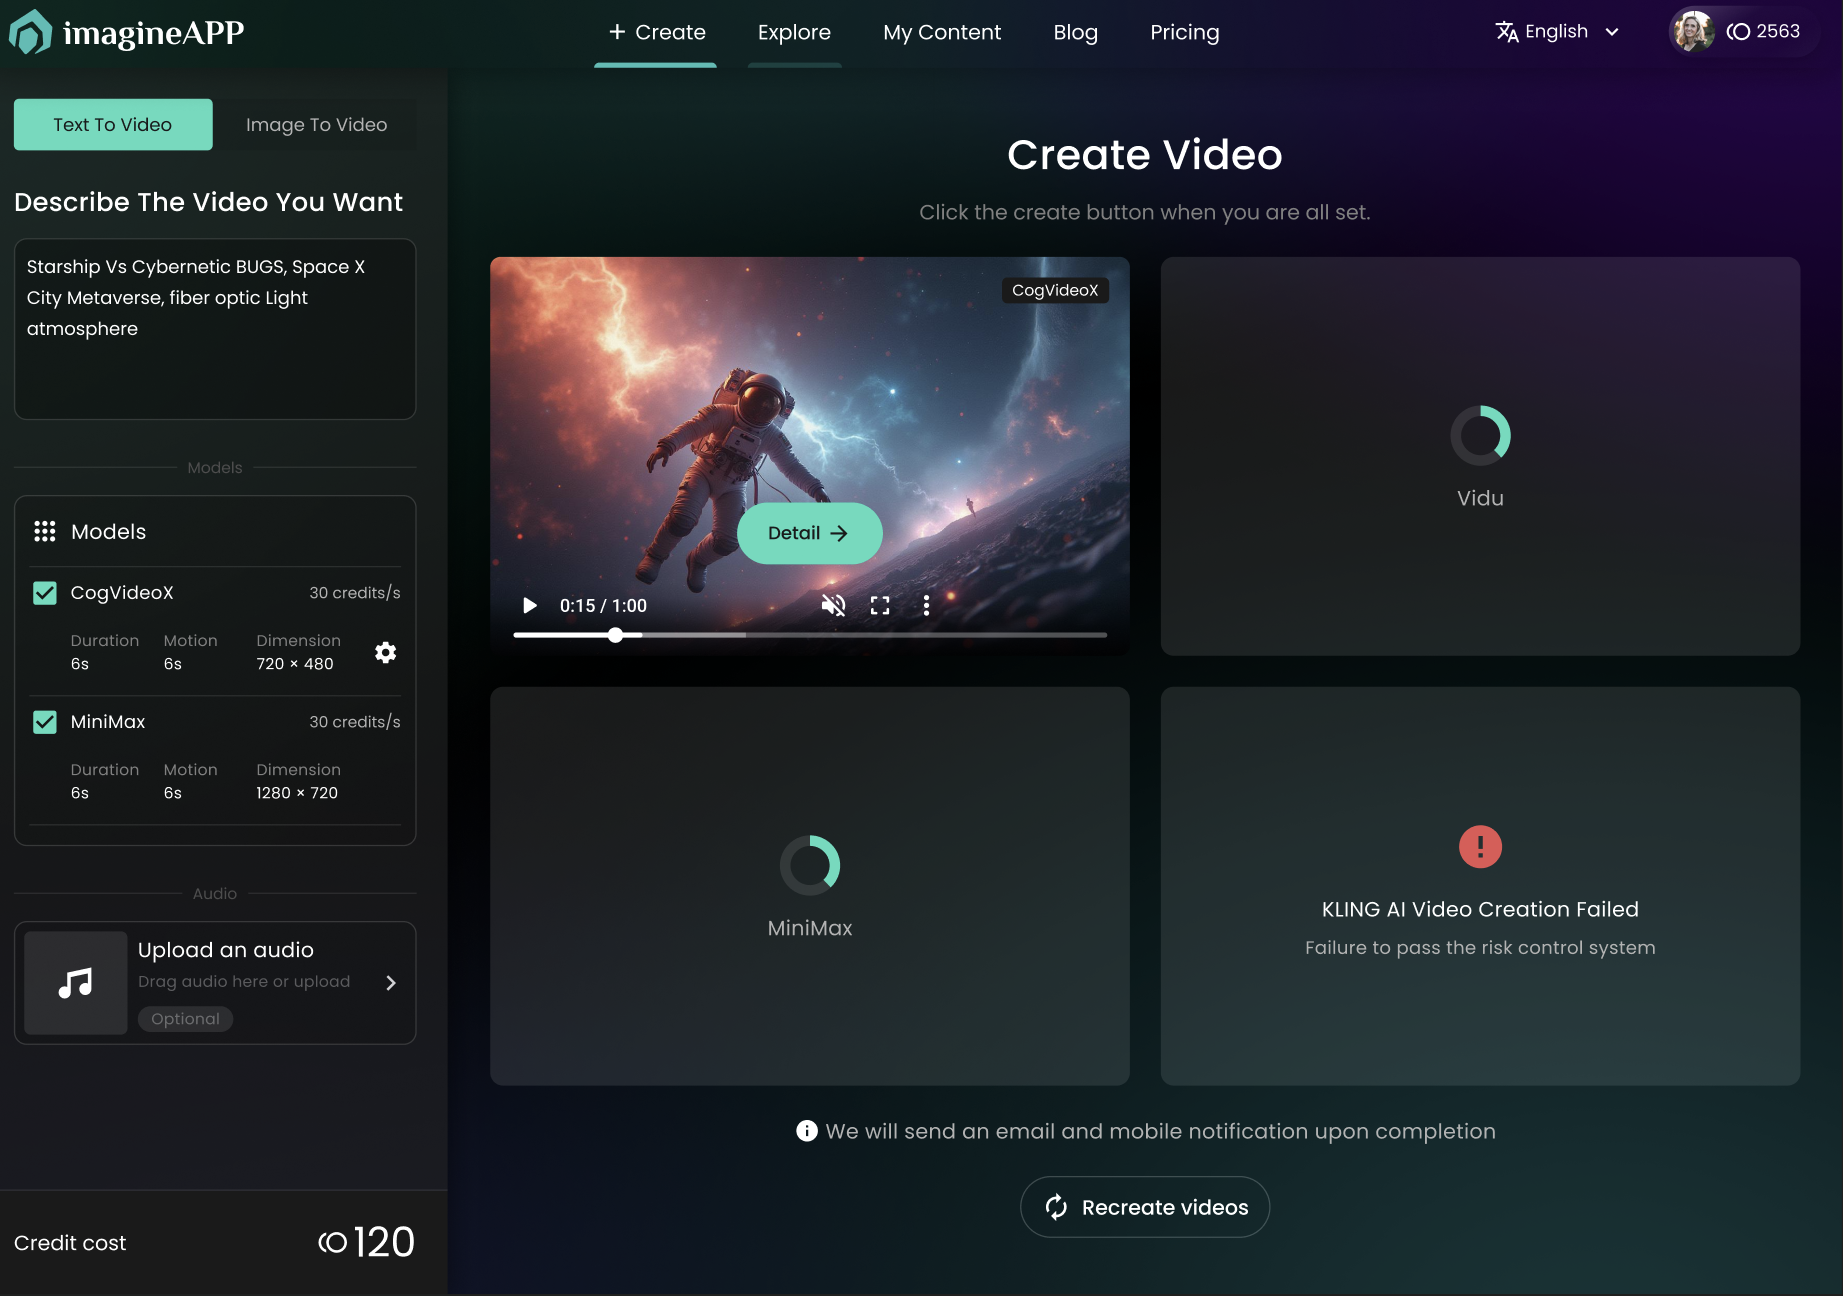 imagineAPP
Create
Explore
My Content
Blog
Pricing
English
2563
Text To Video
Image To Video
Describe The Video You Want
Starship Vs Cybernetic BUGS, Space X
City Metaverse, fiber optic Light
atmosphere
Models
Models
CogVideoX
30 credits/s
Duration
Motion
Dimension
6s
6s
720 × 480
MiniMax
30 credits/s
Duration
Motion
Dimension
6s
6s
1280 × 720
Audio
Upload an audio
Drag audio here or upload
Optional
Credit cost
120
Create Video
Click the create button when you are all set.
CogVideoX
Detail
0:15 / 1:00
Vidu
MiniMax
KLING AI Video Creation Failed
Failure to pass the risk control system
We will send an email and mobile notification upon completion
Recreate videos